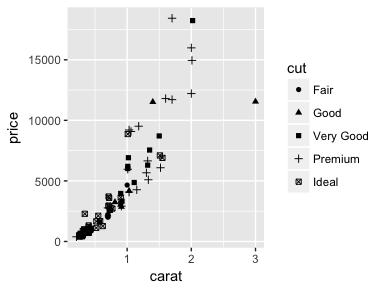 15000
10000
5000
0
price
1
2
3
carat
cut
Fair
Good
Very Good
Premium
Ideal